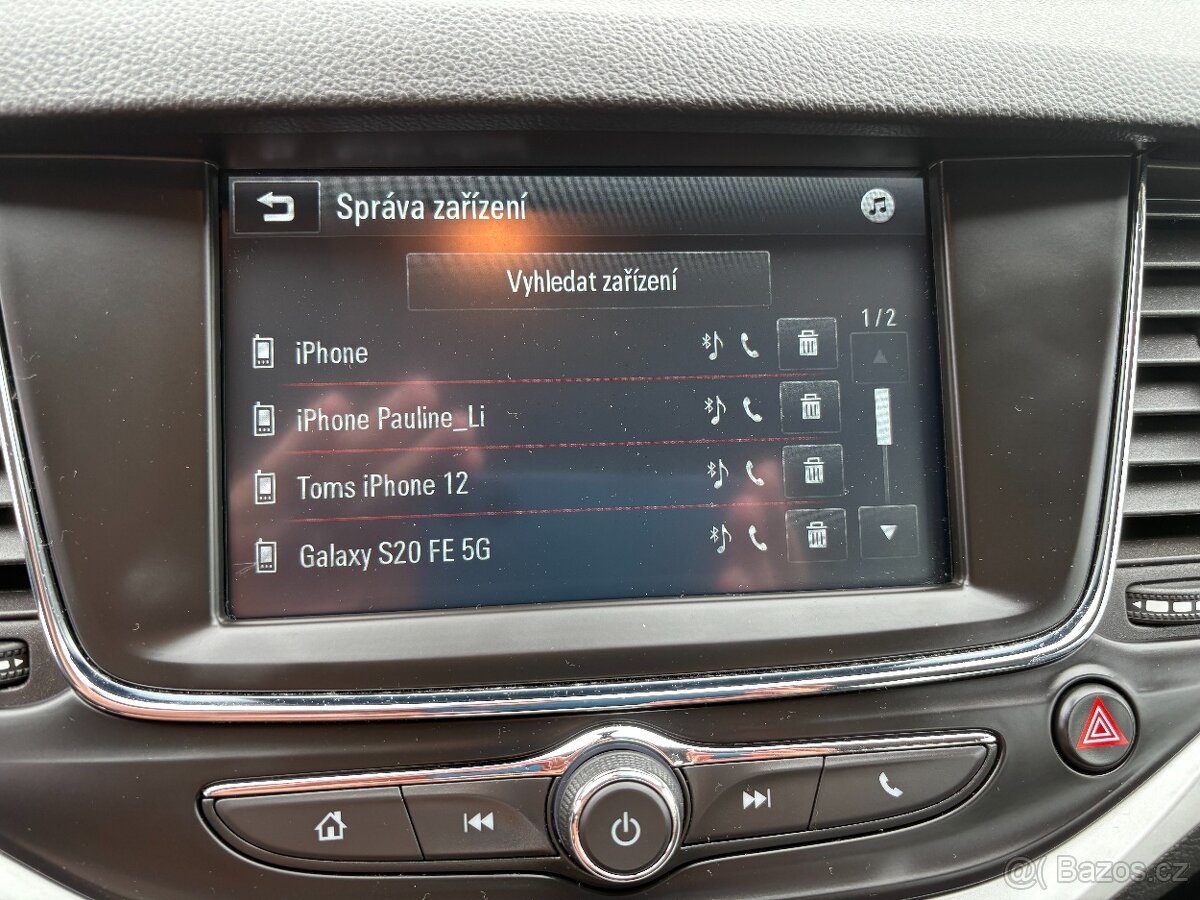 Správa zařízení
Vyhledat zařízení
1/2
iPhone
iPhone Pauline_Li
Toms iPhone 12
Galaxy S20 FE 5G
@( Bazos.cz